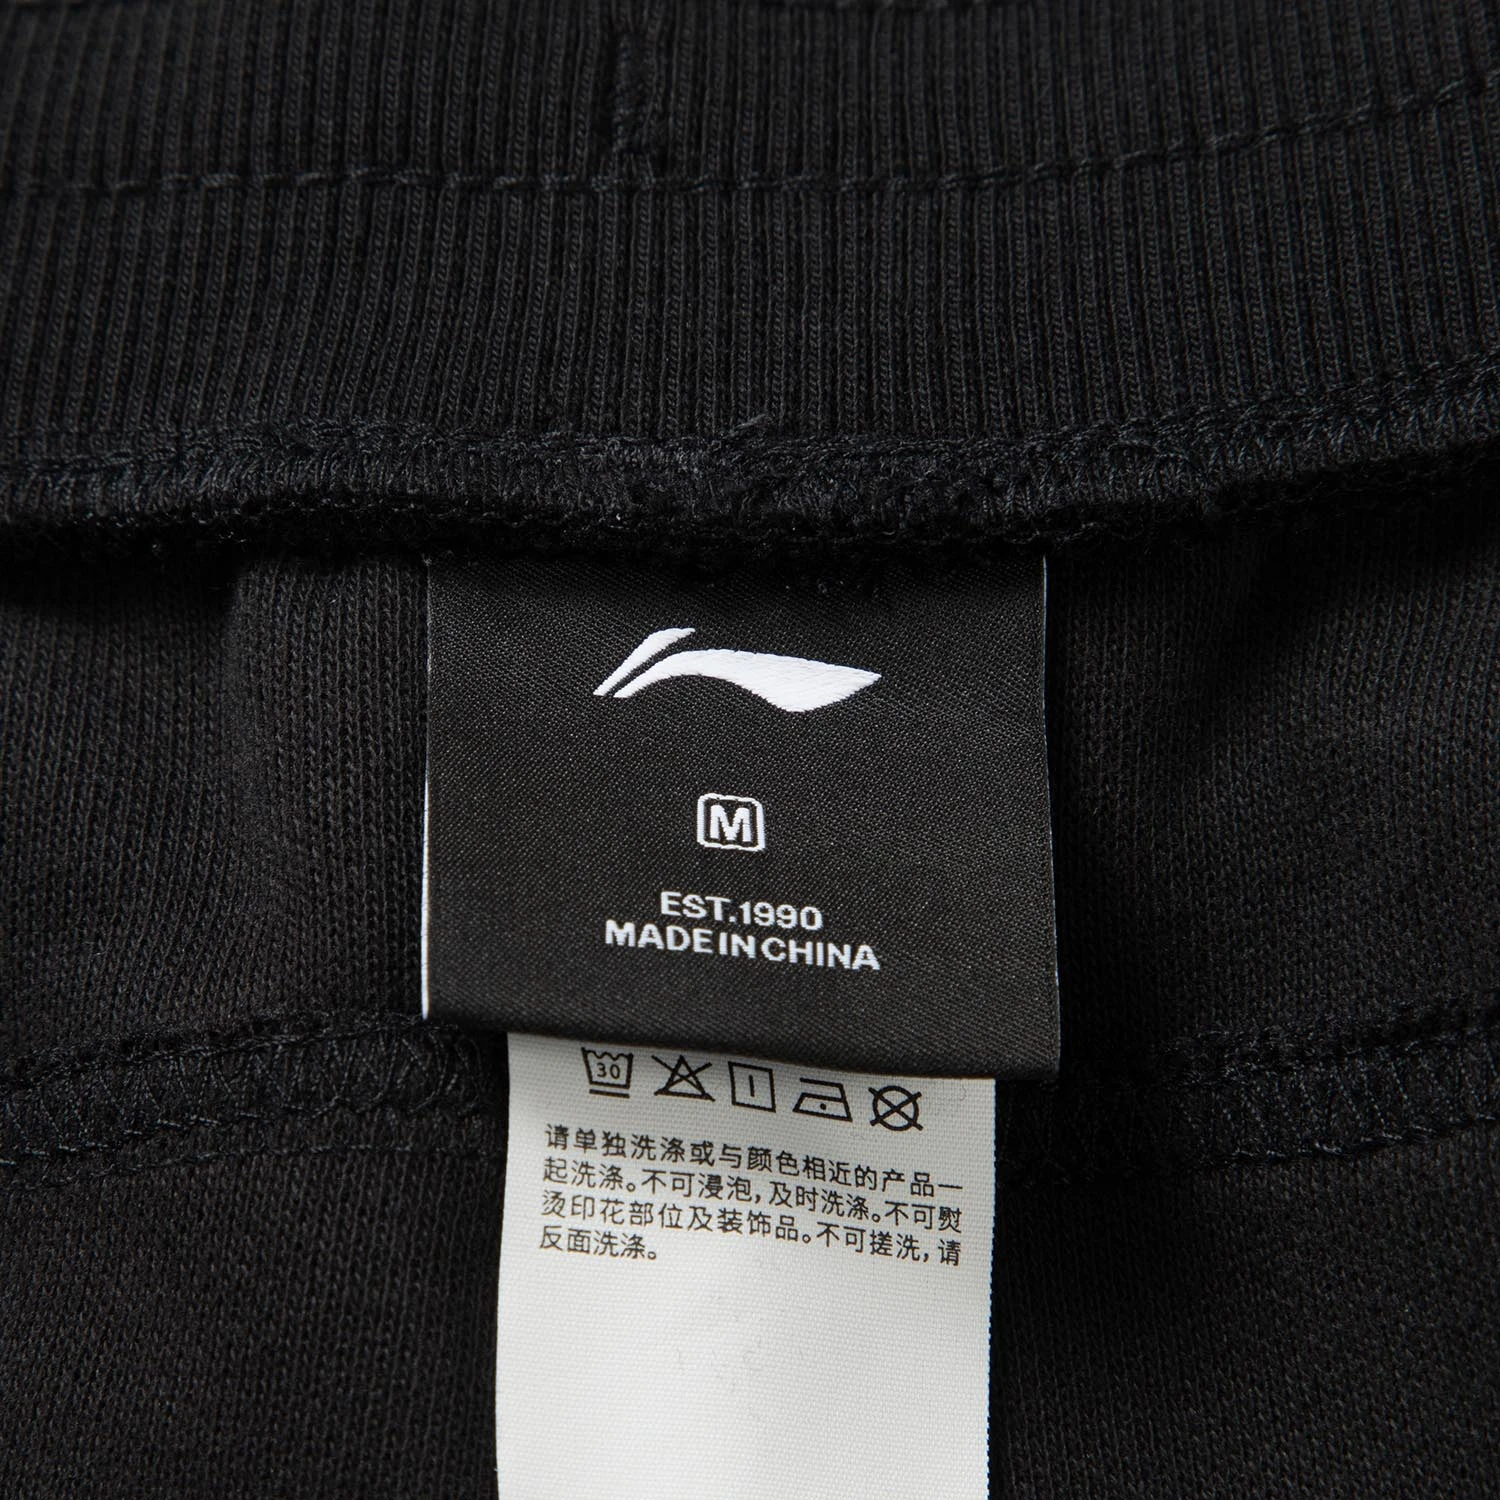 M
EST.1990
MADE IN CHINA
30
请单独洗涤或与颜色相近的产品一
起洗涤。不可浸泡，及时洗涤。不可熨
烫印花部位及装饰品。不可搓洗，请
反面洗涤。